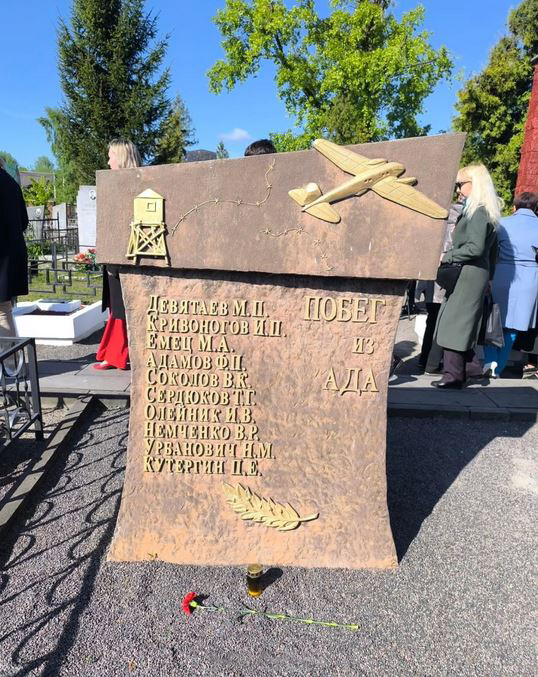 ДЕВЯТАЕВ М.П.
КРИВОНОГОВ И.П.
ЕМЕЦ М.А.
АДАМОВ Ф.П.
СОКОЛОВ В.К.
СЕРДЮКОВ Т.Г.
ОЛЕЙНИК И.В.
НЕМЧЕНКО В.Р.
УРБАНОВИЧ Н.М.
КУТЕРГИН П.Е.
ПОБЕГ
ИЗ
АДА